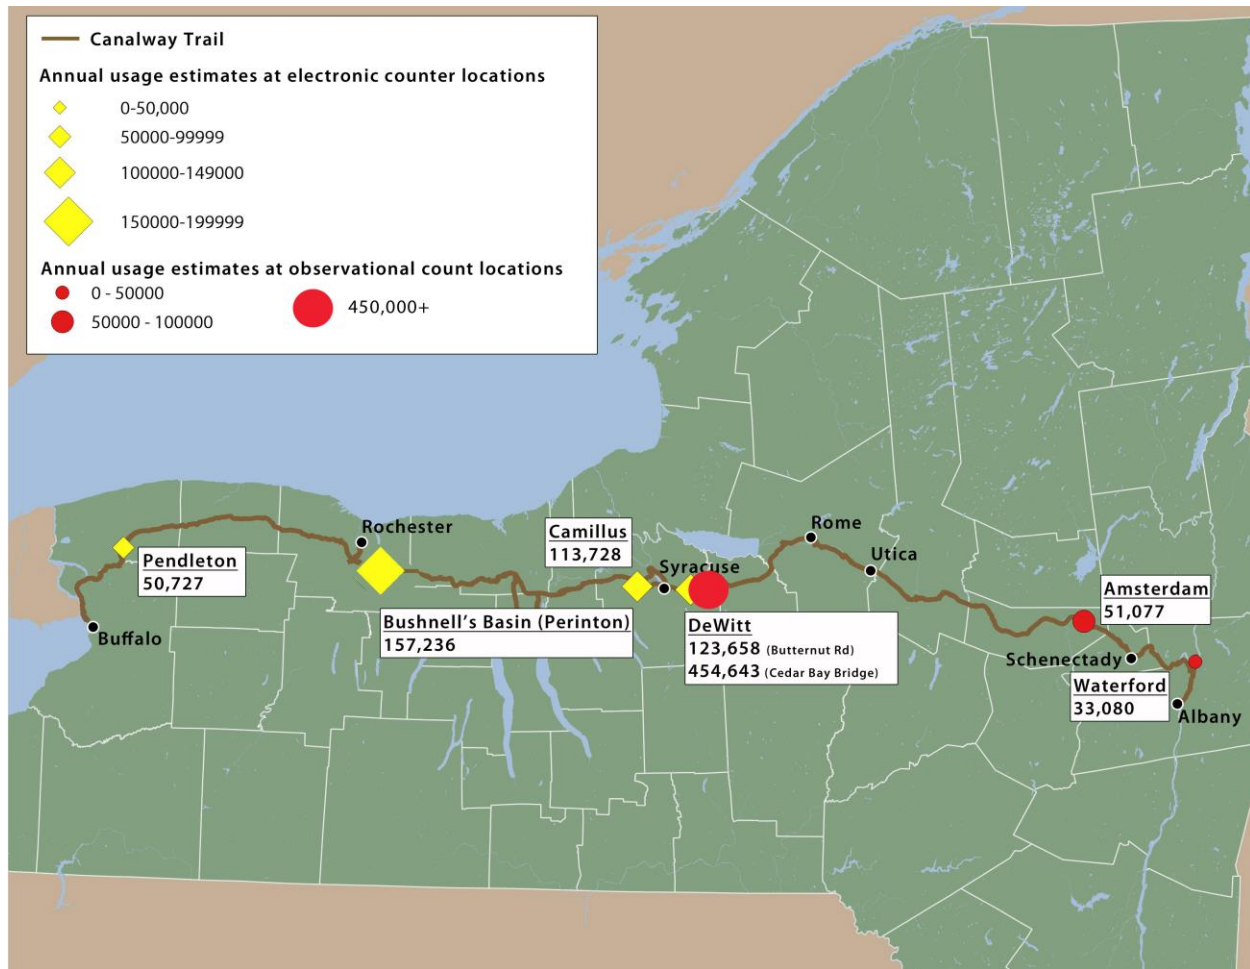 Canalway Trail
Annual usage estimates at electronic counter locations
0-50,000
50000-99999
100000-149000
150000-199999
Annual usage estimates at observational count locations
0 - 50000
50000 - 100000
450,000+
Rochester
Pendleton
50,727
Buffalo
Bushnell's Basin (Perinton)
157,236
Camillus
113,728
Syracuse
DeWitt
123,658 (Butternut Rd)
454,643 (Cedar Bay Bridge)
Rome
Utica
Amsterdam
51,077
Schenectady
Waterford
33,080
Albany